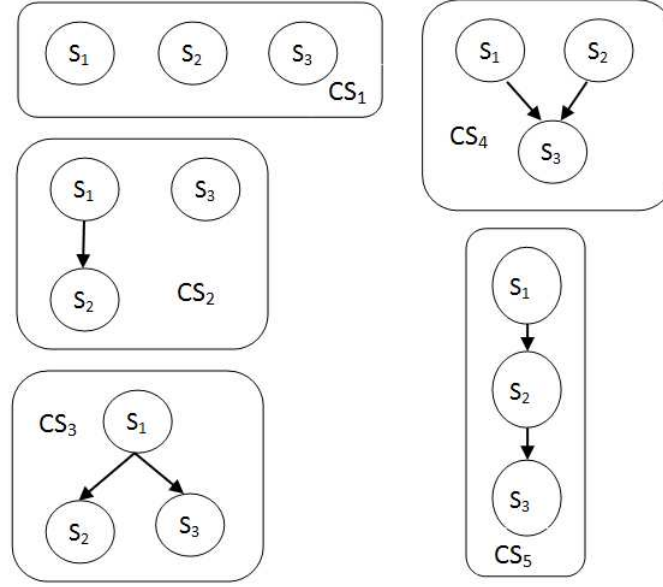 S₁ S₂ S₃
CS₁
S₁ S₃
S₂ CS₂
CS₃ S₁
S₂ S₃
S₁ S₂
CS₄ S₃
S₁
S₂
S₃
CS₅